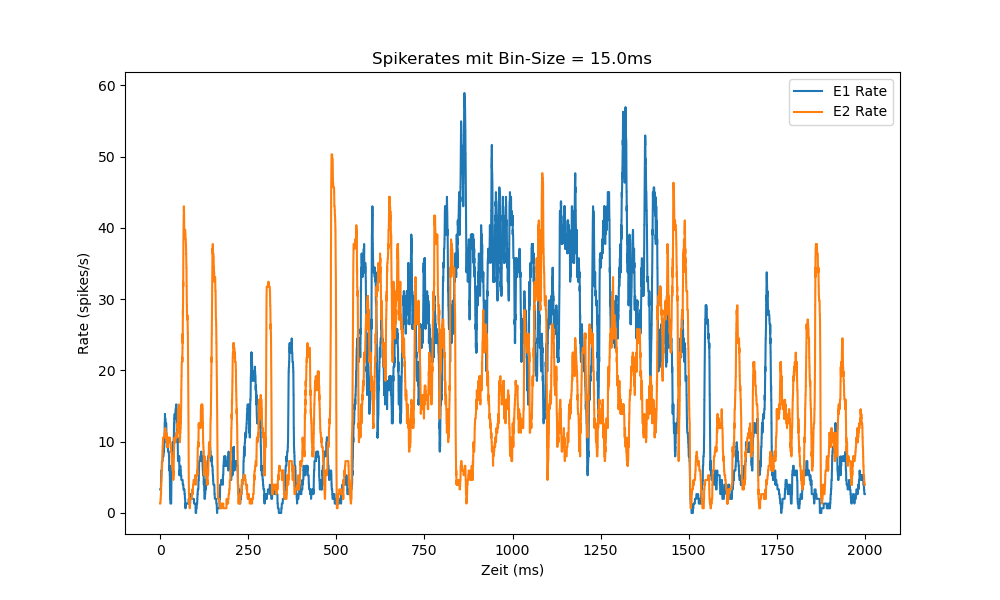 Spikerates mit Bin-Size = 15.0ms
E1 Rate
E2 Rate
Rate (spikes/s)
60
50
40
30
20
10
0
0 250 500 750 1000 1250 1500 1750 2000
Zeit (ms)